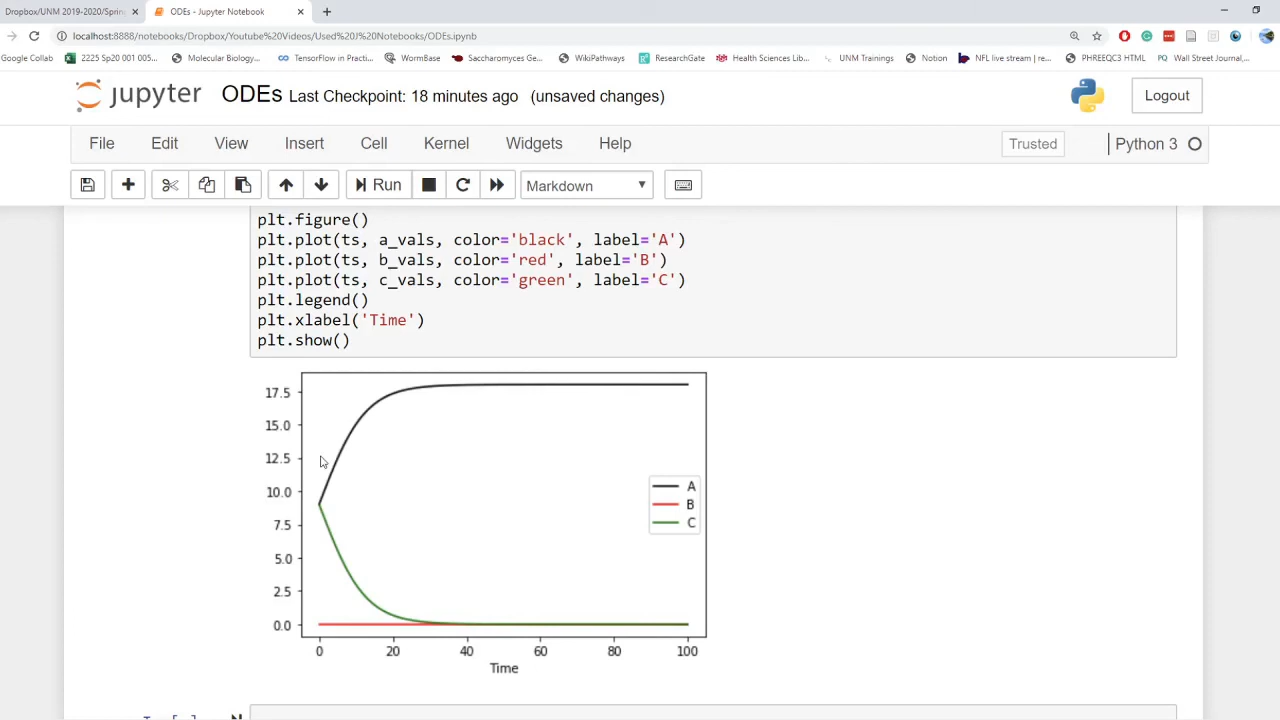 Dropbox/UNM 2019-2020/Spring
ODEs - Jupyter Notebook
localhost:8888/notebooks/Dropbox/Youtube%20Videos/Used%20J%20Notebooks/ODEs.ipynb
Google Collab 2225 Sp20 001 005... Molecular Biology... TensorFlow in Practi... WormBase Saccharomyces Ge... WikiPathways ResearchGate Health Sciences Lib... UNM Trainings Notion NFL live stream | re... PHREEQC3 HTML PQ Wall Street Journal,...
jupyter ODEs Last Checkpoint: 18 minutes ago (unsaved changes) Logout
File Edit View Insert Cell Kernel Widgets Help Trusted Python 3
Run Markdown
plt.figure()
plt.plot(ts, a_vals, color='black', label='A')
plt.plot(ts, b_vals, color='red', label='B')
plt.plot(ts, c_vals, color='green', label='C')
plt.legend()
plt.xlabel('Time')
plt.show()
17.5
15.0
12.5
10.0
7.5
5.0
2.5
0.0
A
B
C
0 20 40 60 80 100
Time